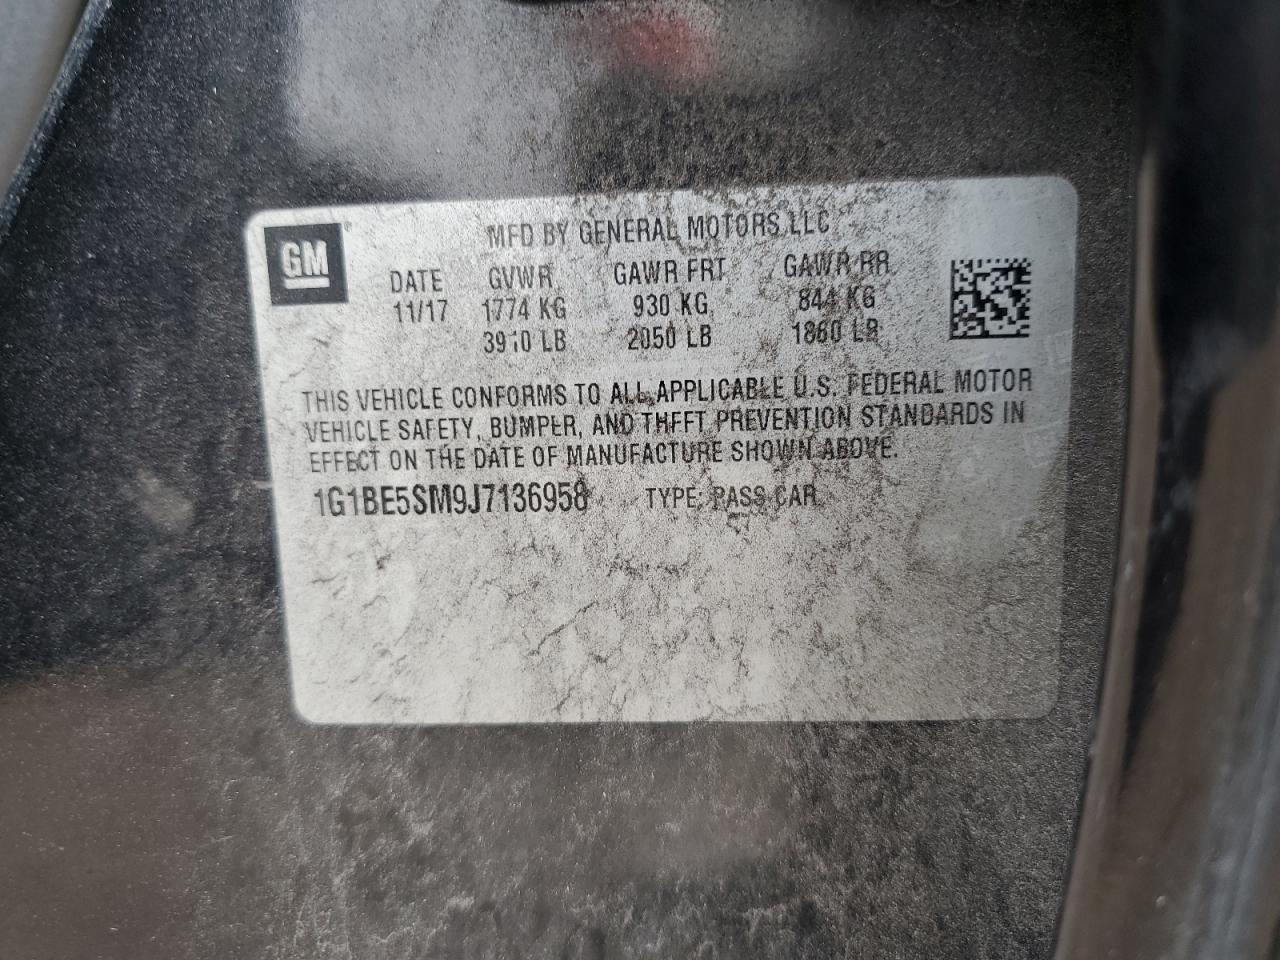 GM®
MFD BY GENERAL MOTORS LLC
DATE GVWR GAWR FRT GAWR RR
11/17 1774 KG 930 KG 844 KG
3910 LB 2050 LB 1860 LB
THIS VEHICLE CONFORMS TO ALL APPLICABLE U.S. FEDERAL MOTOR
VEHICLE SAFETY, BUMPER, AND THEFT PREVENTION STANDARDS IN
EFFECT ON THE DATE OF MANUFACTURE SHOWN ABOVE.
1G1BE5SM9J7136958 TYPE: PASS CAR